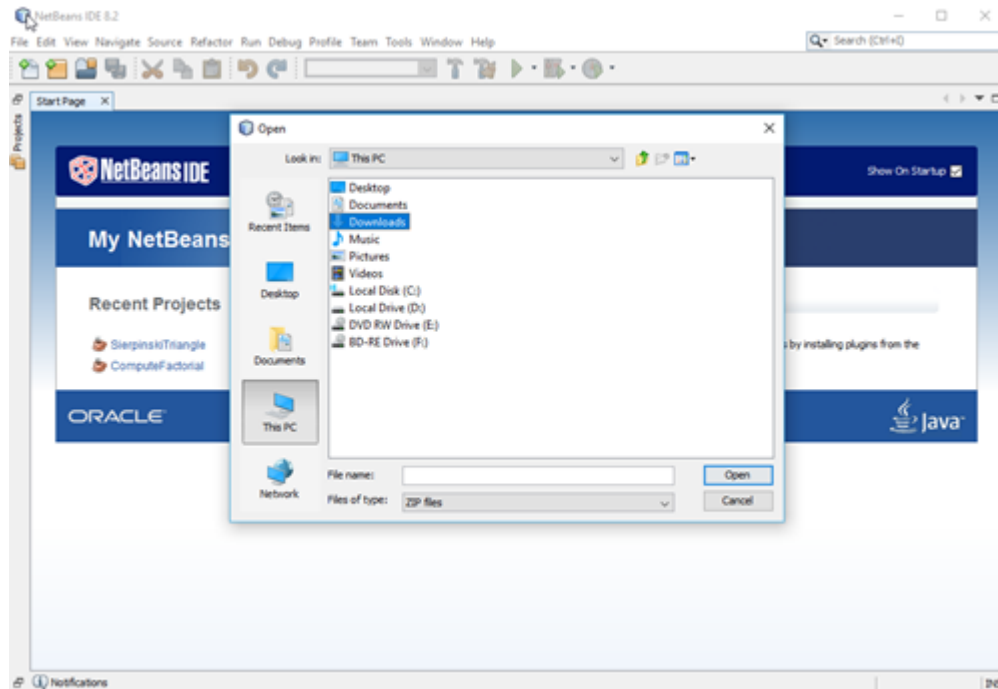 NetBeans IDE 8.2
File Edit View Navigate Source Refactor Run Debug Profile Team Tools Window Help
Search (Ctrl+I)
Start Page X
Projects
Open
Look in: This PC
NetBeans IDE
Show On Startup
Desktop
Documents
Downloads
Music
Pictures
Videos
Local Disk (C:)
Local Drive (D:)
DVD RW Drive (E:)
BD-RE Drive (F:)
Recent Items
Desktop
Documents
This PC
Network
My NetBeans
Recent Projects
SierpinskiTriangle
ComputeFactorial
by installing plugins from the
ORACLE
Java
File name:
Open
Files of type: ZIP files
Cancel
Notifications